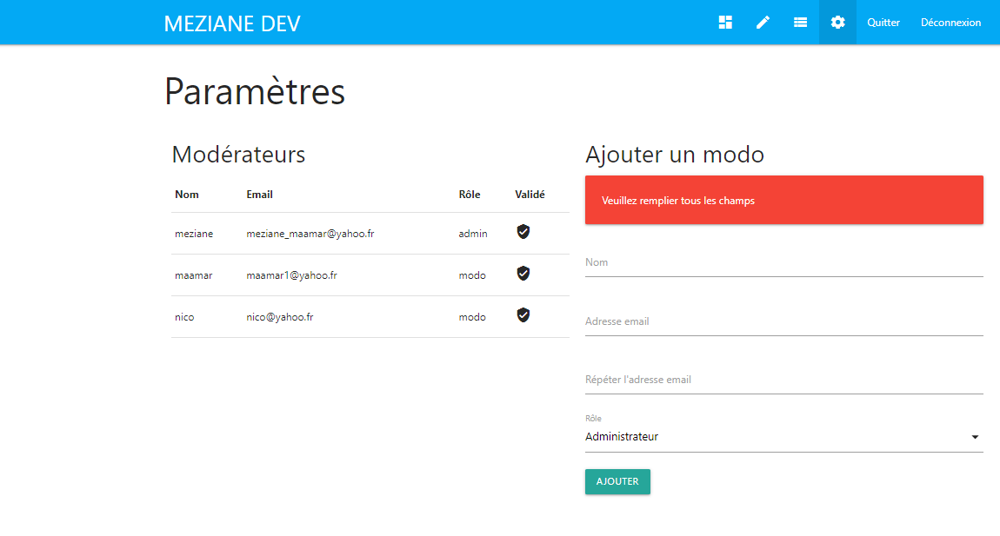 MEZIANE DEV
Quitter Déconnexion
Paramètres
Modérateurs
Nom Email Rôle Validé
meziane meziane_maamar@yahoo.fr admin
maamar maamar1@yahoo.fr modo
nico nico@yahoo.fr modo
Ajouter un modo
Veuillez remplier tous les champs
Nom
Adresse email
Répéter l'adresse email
Rôle
Administrateur
AJOUTER